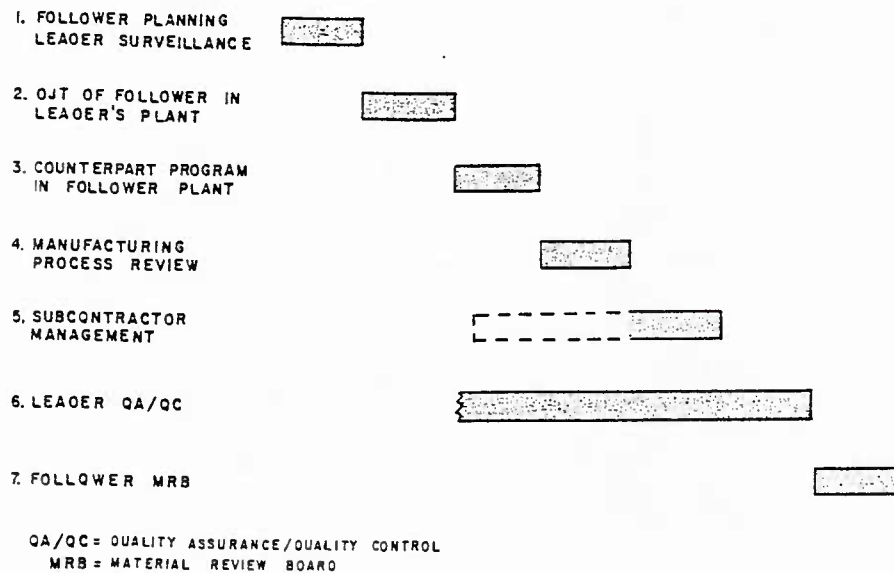 1. FOLLOWER PLANNING
LEAOER SURVEILLANCE
2. OJT OF FOLLOWER IN
LEAOER'S PLANT
3. COUNTERPART PROGRAM
IN FOLLOWER PLANT
4. MANUFACTURING
PROCESS REVIEW
5. SUBCONTRACTOR
MANAGEMENT
6. LEAOER QA/QC
7. FOLLOWER MRB
QA/QC = QUALITY ASSURANCE/QUALITY CONTROL
MRB = MATERIAL REVIEW BOARD